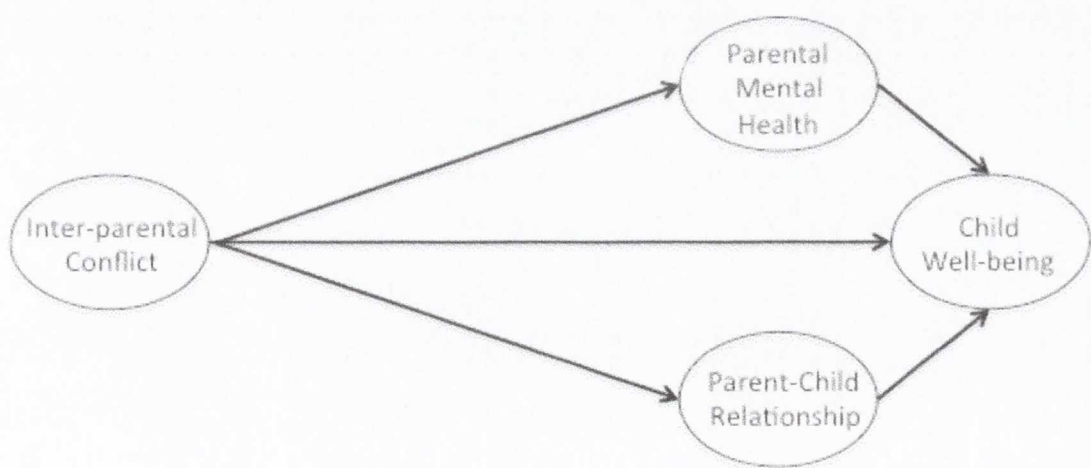 Parental
Mental
Health
Inter-parental
Conflict
Child
Well-being
Parent-Child
Relationship